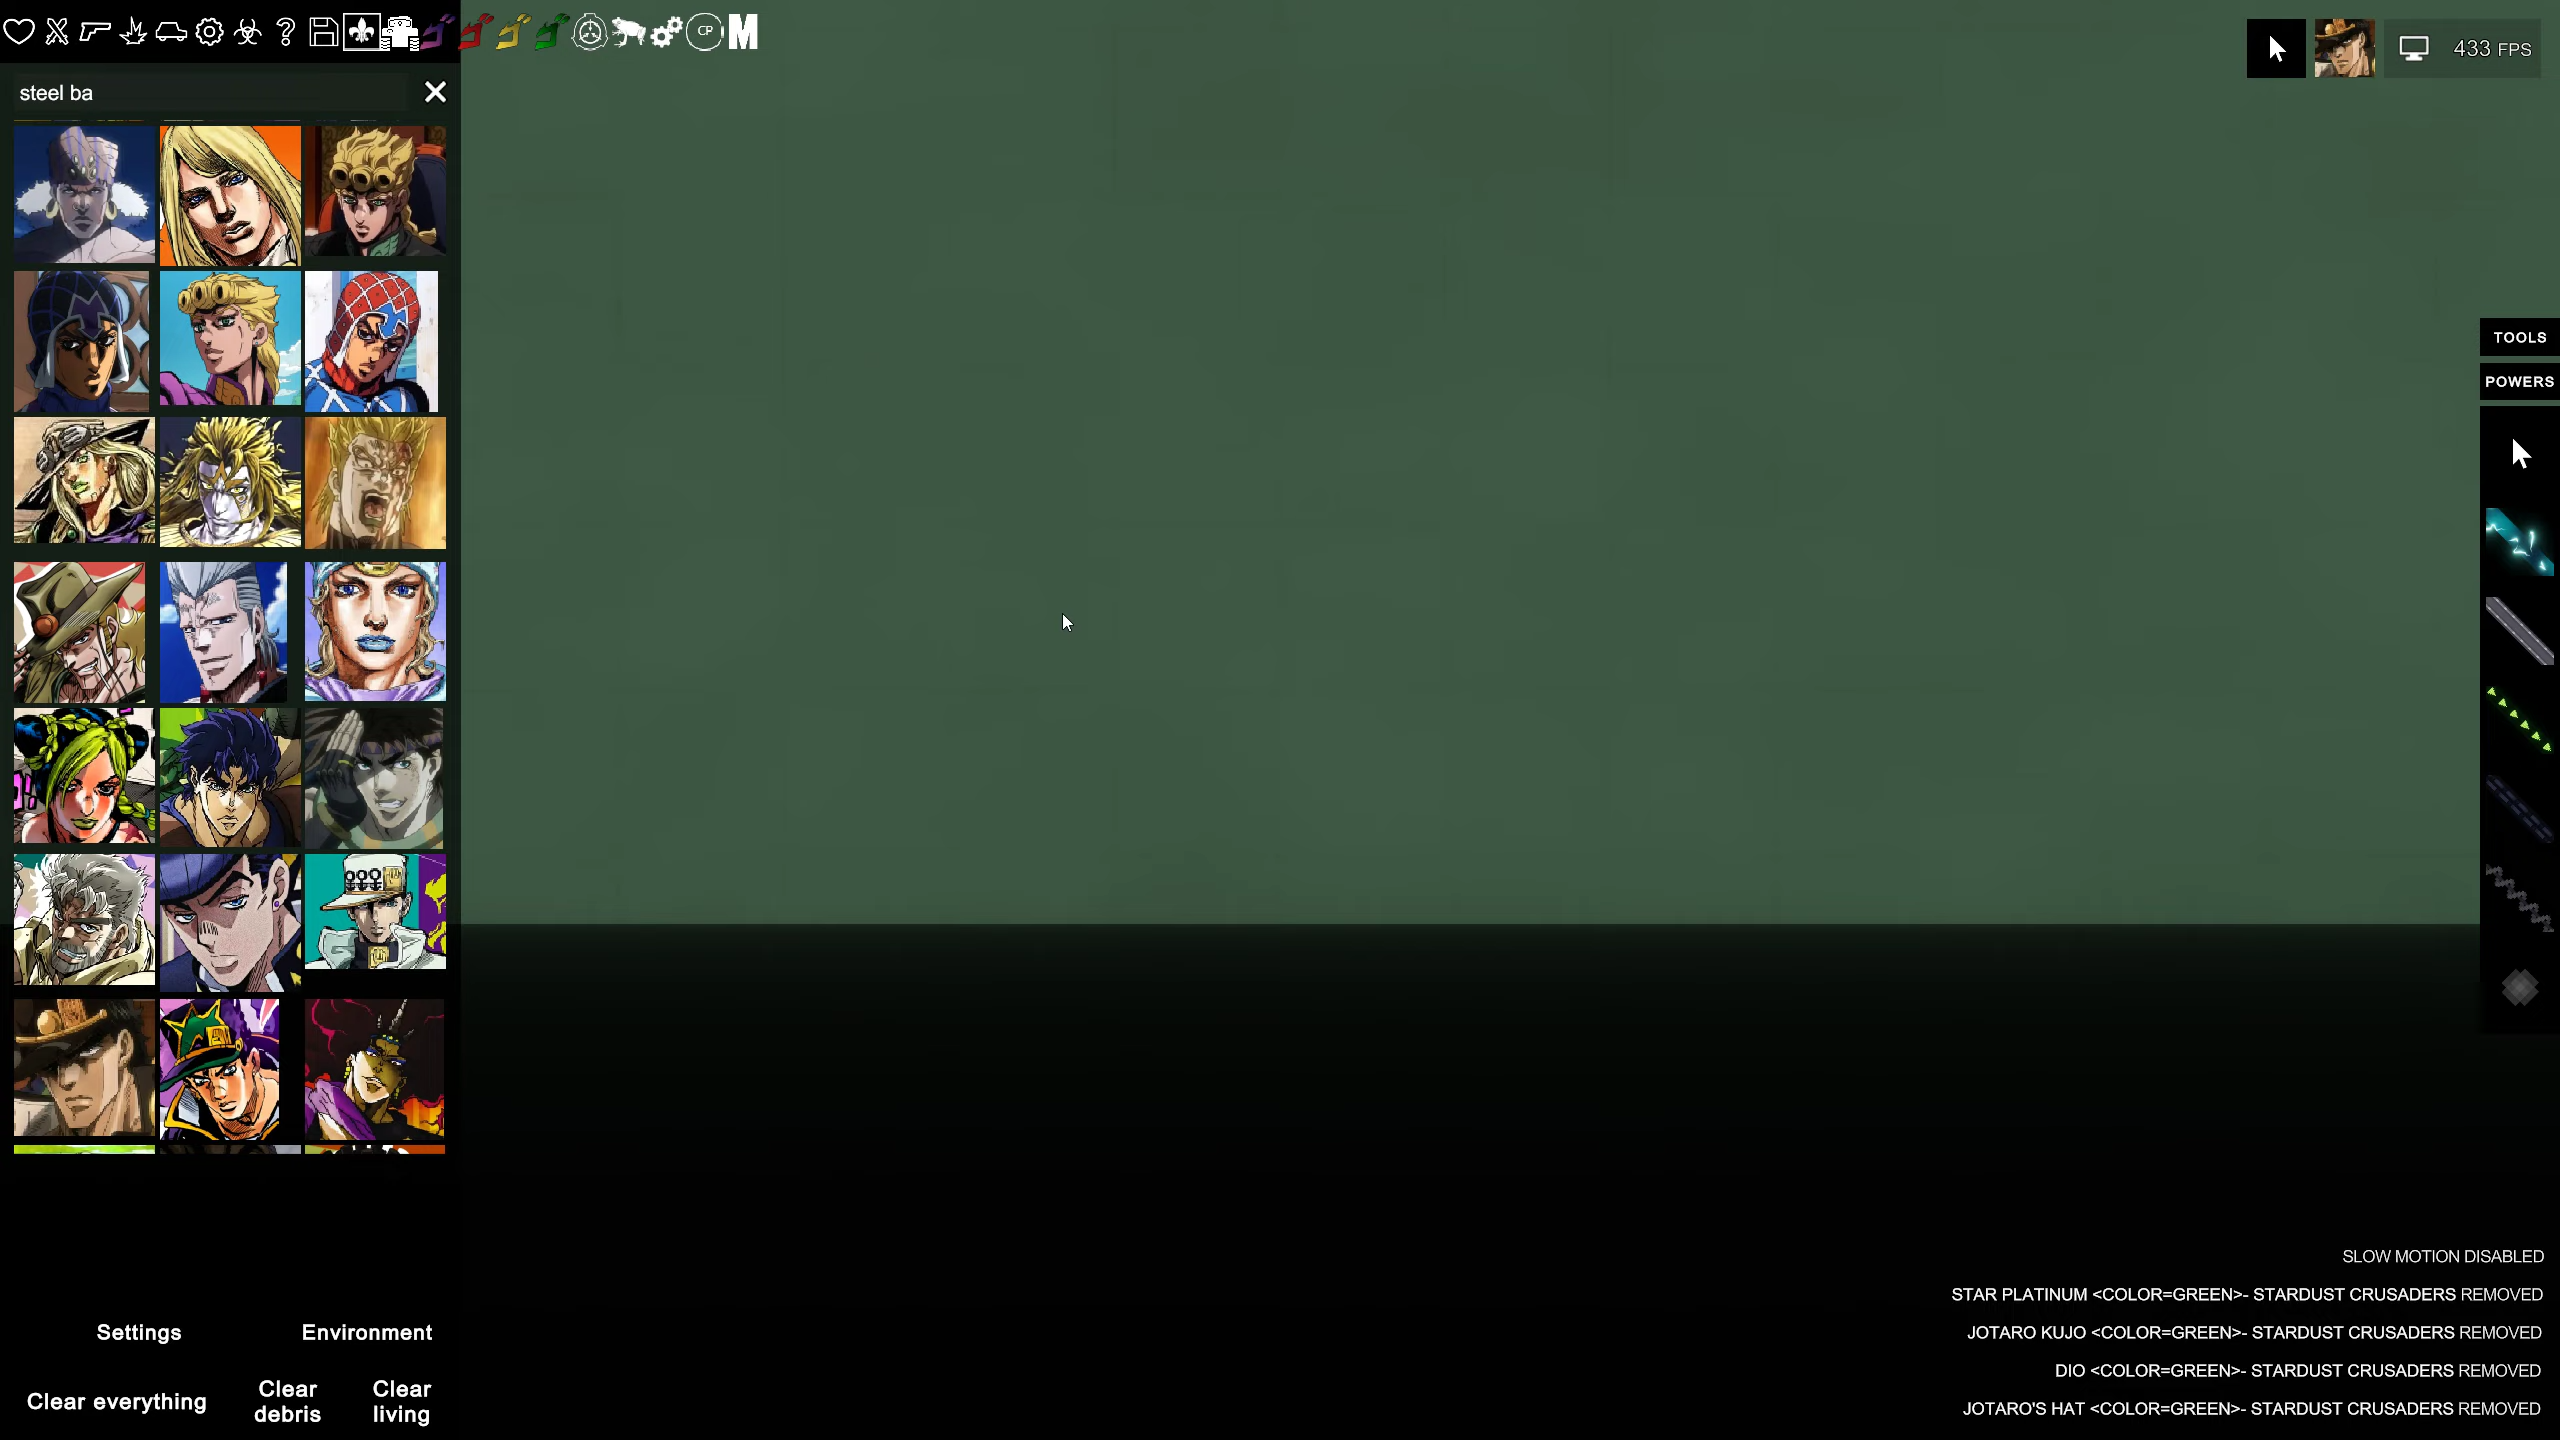 CP
M
433 FPS
steel ba
TOOLS
POWERS
SLOW MOTION DISABLED
STAR PLATINUM <COLOR=GREEN>- STARDUST CRUSADERS REMOVED
JOTARO KUJO <COLOR=GREEN>- STARDUST CRUSADERS REMOVED
DIO <COLOR=GREEN>- STARDUST CRUSADERS REMOVED
JOTARO'S HAT <COLOR=GREEN>- STARDUST CRUSADERS REMOVED
Settings
Environment
Clear everything
Clear
debris
Clear
living